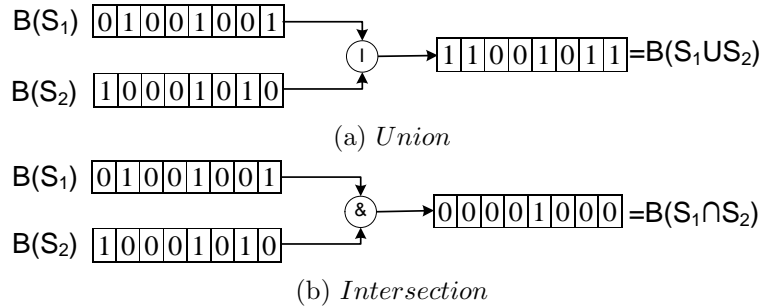 B(S₁) 0 1 0 0 1 0 0 1
|
1 1 0 0 1 0 1 1 =B(S₁∪S₂)
B(S₂) 1 0 0 0 1 0 1 0
(a) Union
B(S₁) 0 1 0 0 1 0 0 1
&
0 0 0 0 1 0 0 0 =B(S₁∩S₂)
B(S₂) 1 0 0 0 1 0 1 0
(b) Intersection